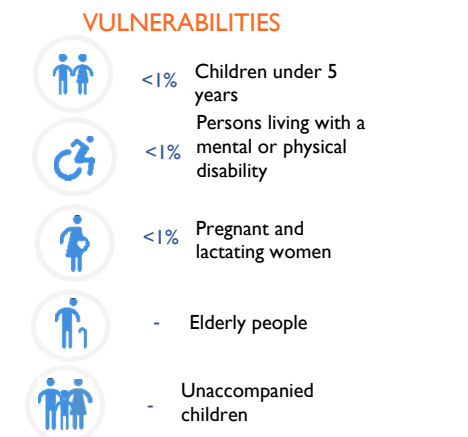 VULNERABILITIES
<1% Children under 5
years
Persons living with a
<1% mental or physical
disability
<1% Pregnant and
lactating women
- Elderly people
- Unaccompanied
children